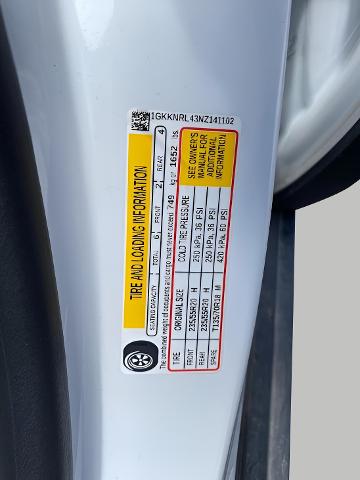 1GKKNRL43NZ141102
TIRE AND LOADING INFORMATION
SEATING CAPACITY TOTAL 6 FRONT 2 REAR 4
The combined weight of occupants and cargo must never exceed 749 kg or 1652 lbs.
TIRE ORIGINAL SIZE COLD TIRE PRESSURE
FRONT 235/55R20 H 250 kPa, 36 PSI
REAR 235/55R20 H 250 kPa, 36 PSI
SPARE T135/70R18 M 420 kPa, 60 PSI
SEE OWNER'S
MANUAL FOR
ADDITIONAL
INFORMATION